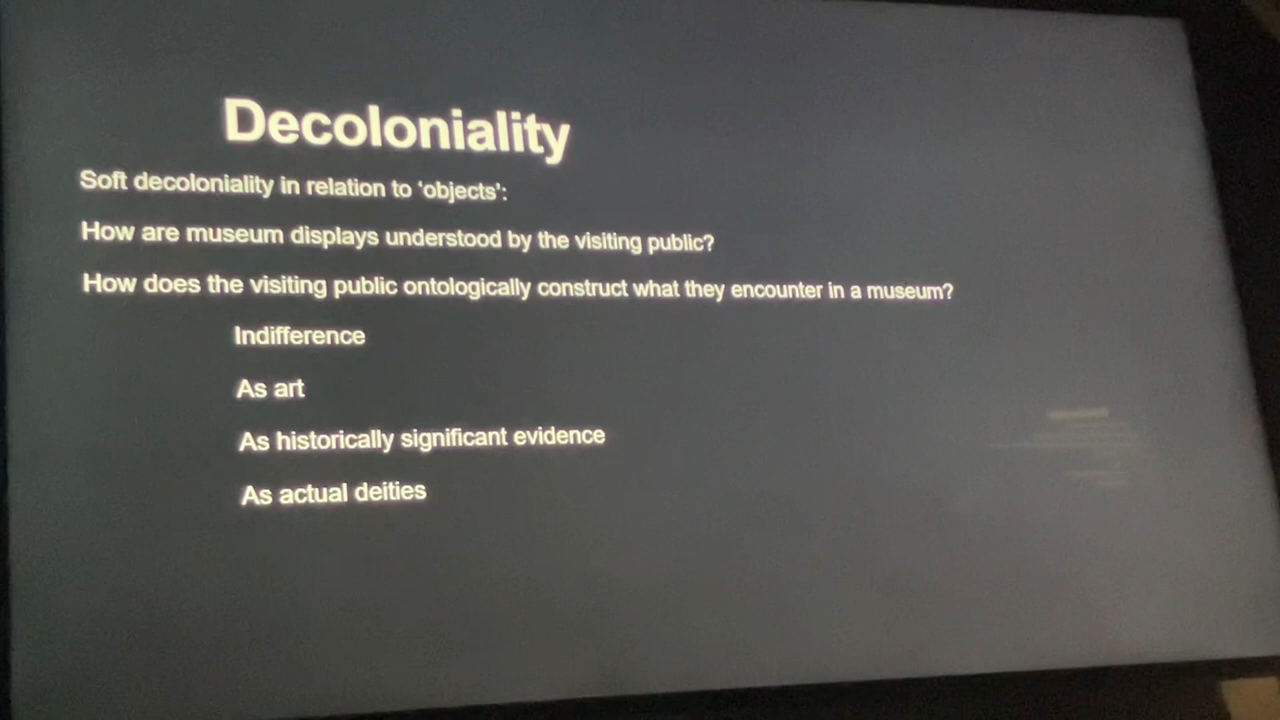 Decoloniality
Soft decoloniality in relation to ‘objects’:
How are museum displays understood by the visiting public?
How does the visiting public ontologically construct what they encounter in a museum?
Indifference
As art
As historically significant evidence
As actual deities